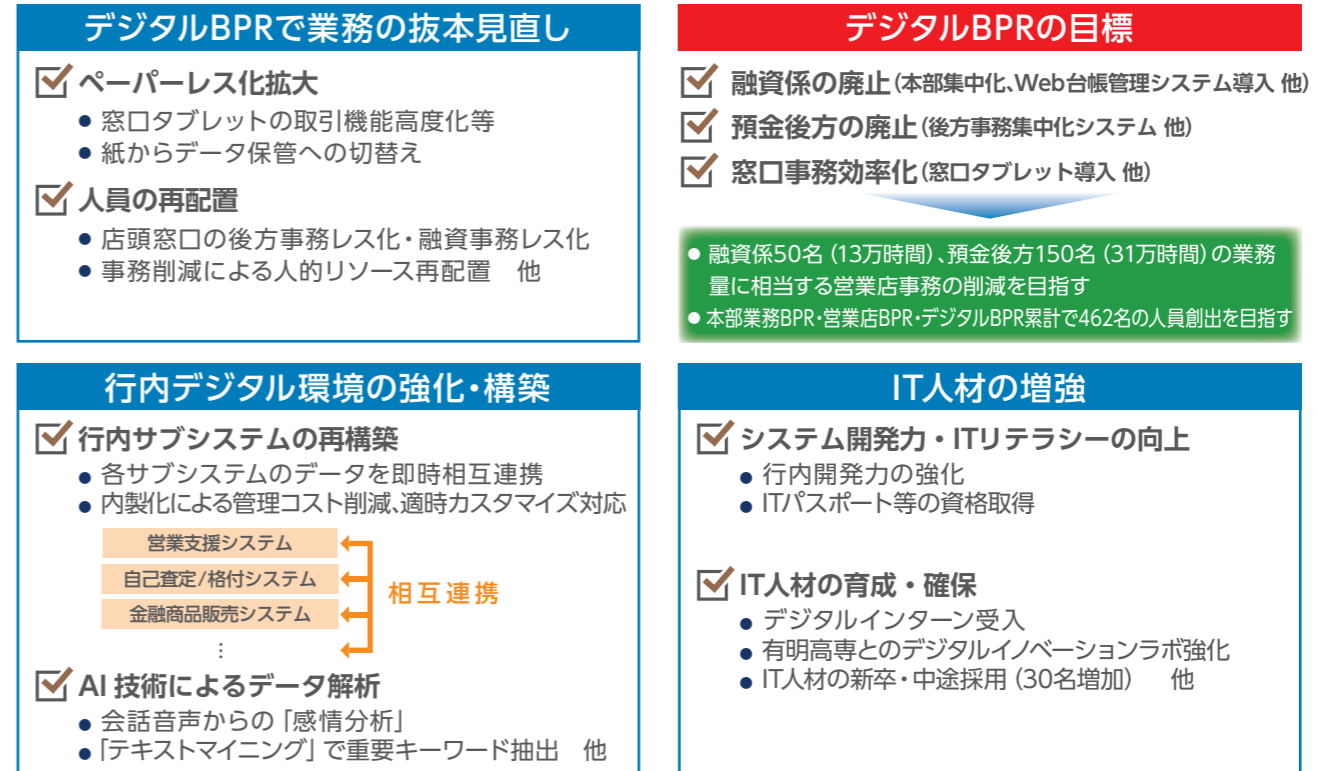 デジタルBPRで業務の抜本見直し
ペーパーレス化拡大
● 窓口タブレットの取引機能高度化等
● 紙からデータ保管への切替え
人員の再配置
● 店頭窓口の後方事務レス化・融資事務レス化
● 事務削減による人的リソース再配置　他
デジタルBPRの目標
融資係の廃止(本部集中化、Web台帳管理システム導入 他)
預金後方の廃止(後方事務集中化システム 他)
窓口事務効率化(窓口タブレット導入 他)
● 融資係50名（13万時間）、預金後方150名（31万時間）の業務
量に相当する営業店事務の削減を目指す
● 本部業務BPR・営業店BPR・デジタルBPR累計で462名の人員創出を目指す
行内デジタル環境の強化・構築
行内サブシステムの再構築
● 各サブシステムのデータを即時相互連携
● 内製化による管理コスト削減、適時カスタマイズ対応
営業支援システム
自己査定/格付システム
金融商品販売システム
⋮
相互連携
AI 技術によるデータ解析
● 会話音声からの「感情分析」
● 「テキストマイニング」で重要キーワード抽出　他
IT人材の増強
システム開発力・ITリテラシーの向上
● 行内開発力の強化
● ITパスポート等の資格取得
IT人材の育成・確保
● デジタルインターン受入
● 有明高専とのデジタルイノベーションラボ強化
● IT人材の新卒・中途採用（30名増加）　他